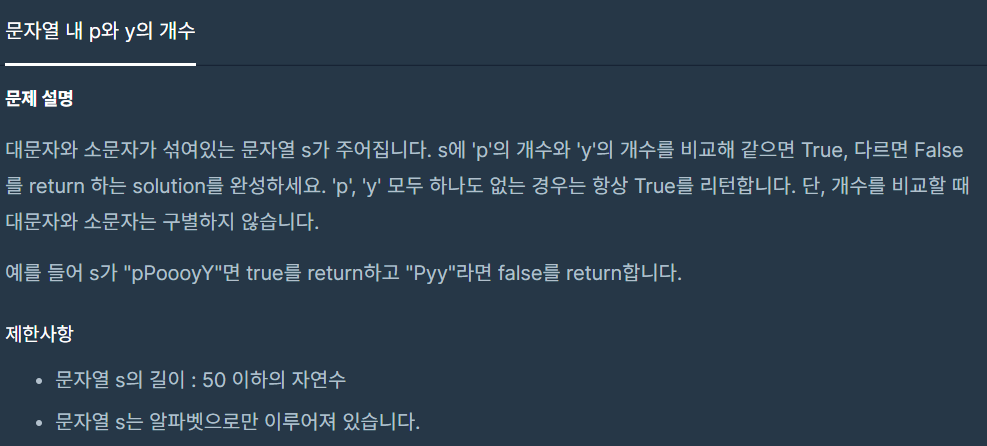 문자열 내 p와 y의 개수
문제 설명
대문자와 소문자가 섞여있는 문자열 s가 주어집니다. s에 'p'의 개수와 'y'의 개수를 비교해 같으면 True, 다르면 False
를 return 하는 solution를 완성하세요. 'p', 'y' 모두 하나도 없는 경우는 항상 True를 리턴합니다. 단, 개수를 비교할 때
대문자와 소문자는 구별하지 않습니다.
예를 들어 s가 "pPoooyY"면 true를 return하고 "Pyy"라면 false를 return합니다.
제한사항
• 문자열 s의 길이 : 50 이하의 자연수
• 문자열 s는 알파벳으로만 이루어져 있습니다.